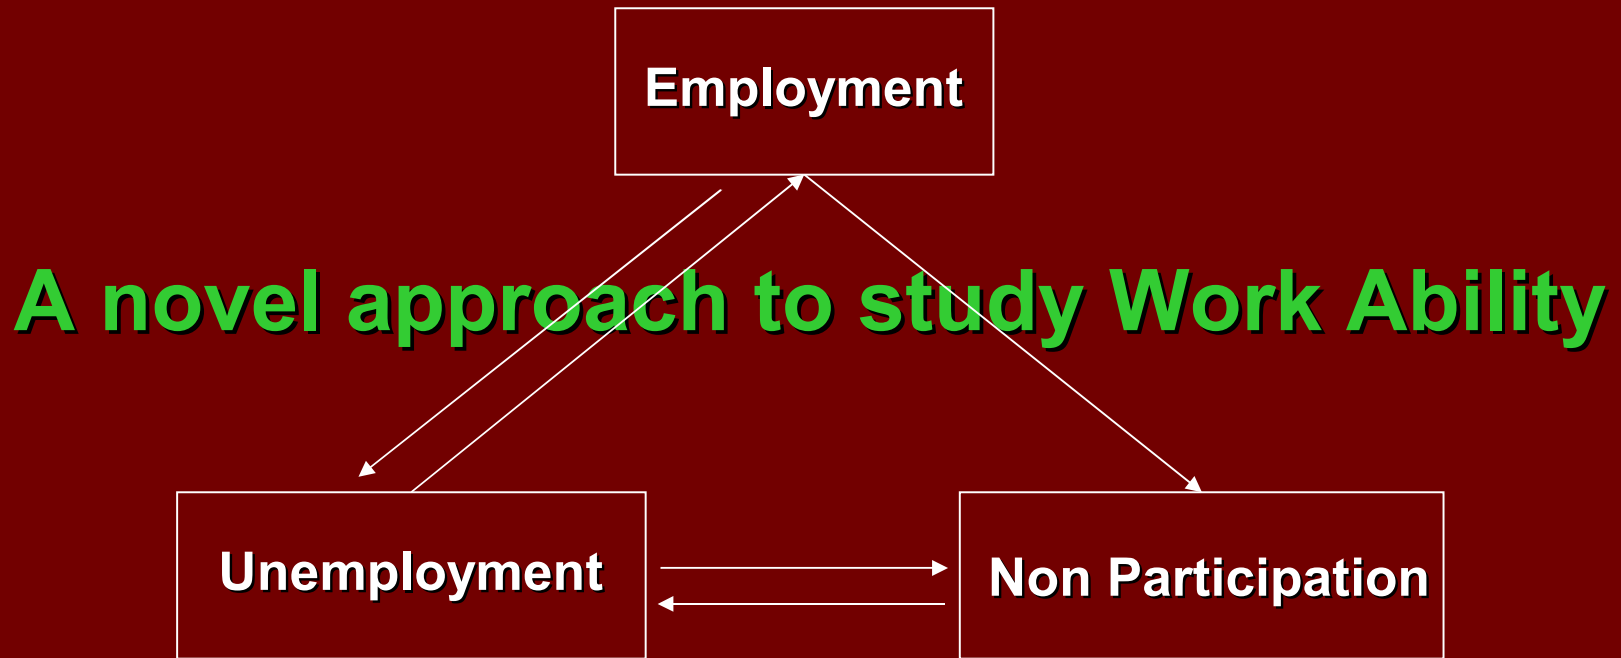 Employment
A novel approach to study Work Ability
Unemployment
Non Participation